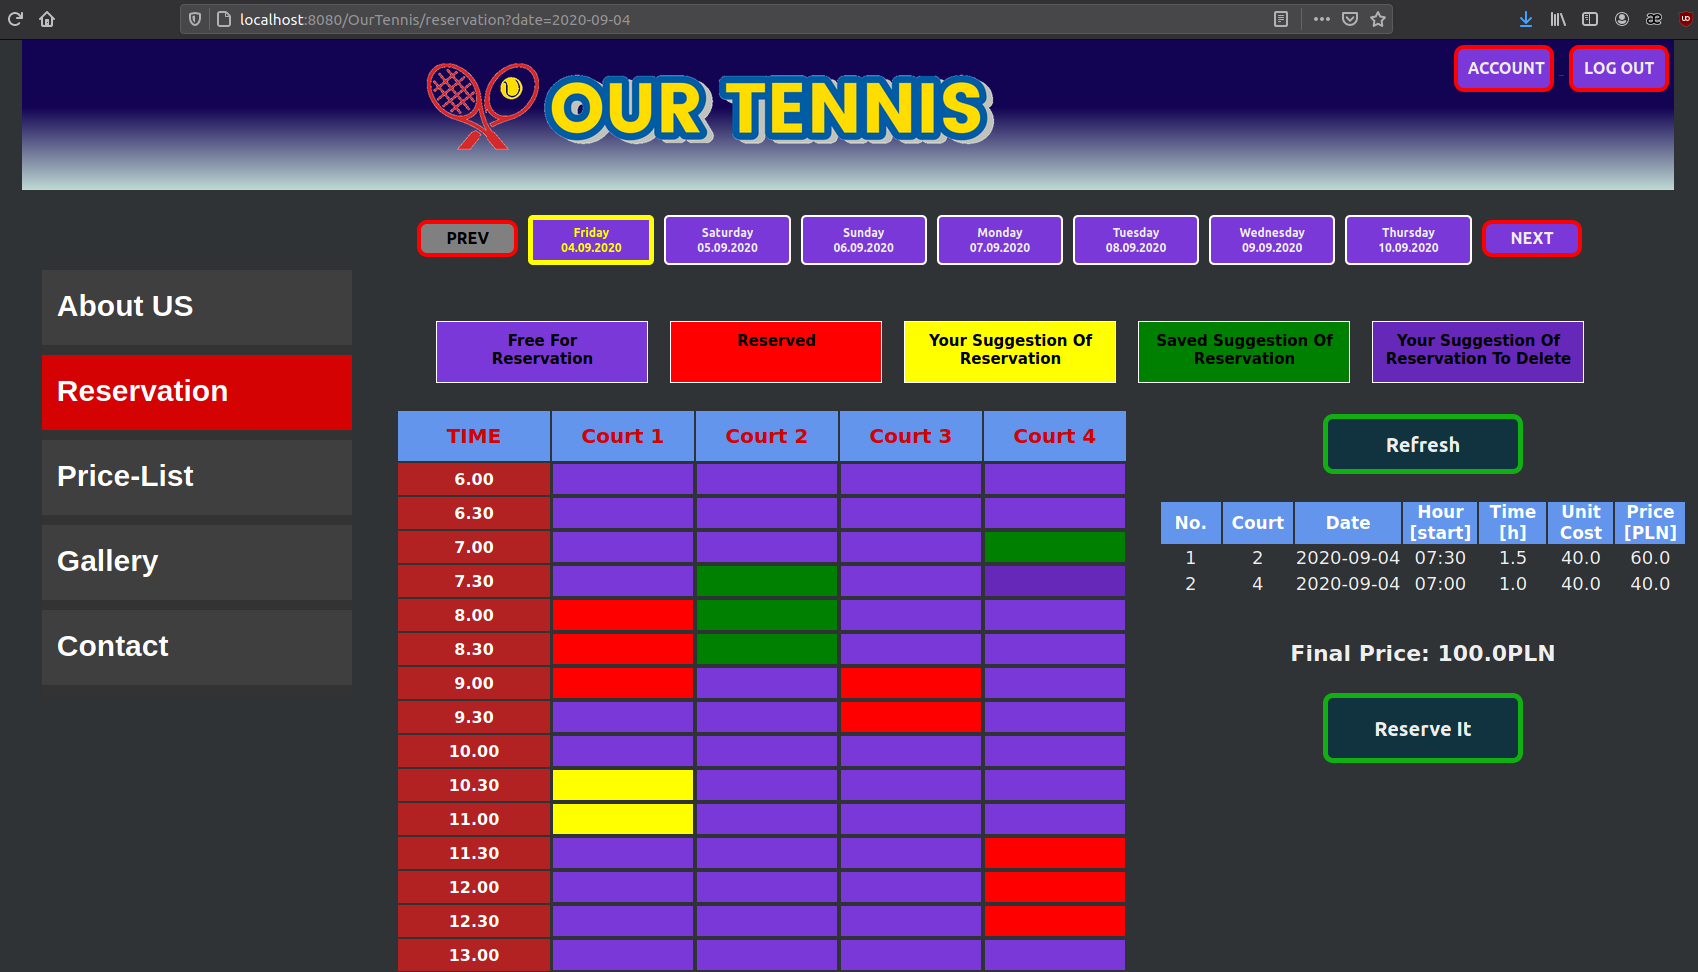 localhost:8080/OurTennis/reservation?date=2020-09-04
ACCOUNT
LOG OUT
OUR TENNIS
PREV
Friday
04.09.2020
Saturday
05.09.2020
Sunday
06.09.2020
Monday
07.09.2020
Tuesday
08.09.2020
Wednesday
09.09.2020
Thursday
10.09.2020
NEXT
About US
Reservation
Price-List
Gallery
Contact
Free For
Reservation
Reserved
Your Suggestion Of
Reservation
Saved Suggestion Of
Reservation
Your Suggestion Of
Reservation To Delete
TIME Court 1 Court 2 Court 3 Court 4
6.00
6.30
7.00
7.30
8.00
8.30
9.00
9.30
10.00
10.30
11.00
11.30
12.00
12.30
13.00
Refresh
No. Court Date Hour [start] Time [h] Unit Cost Price [PLN]
1 2 2020-09-04 07:30 1.5 40.0 60.0
2 4 2020-09-04 07:00 1.0 40.0 40.0
Final Price: 100.0PLN
Reserve It